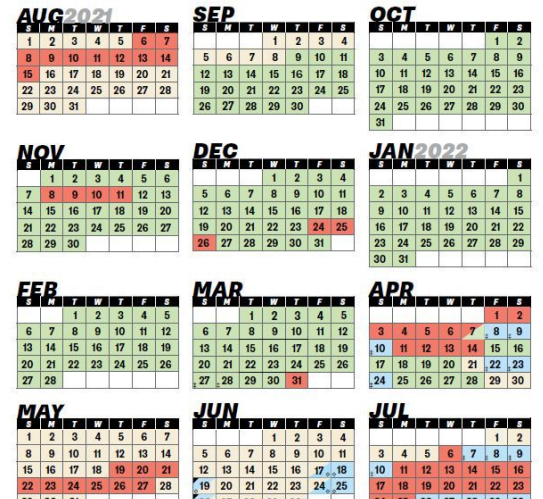 AUG2021
S M T W T F S
1 2 3 4 5 6 7
8 9 10 11 12 13 14
15 16 17 18 19 20 21
22 23 24 25 26 27 28
29 30 31
SEP
S M T W T F S
1 2 3 4
5 6 7 8 9 10 11
12 13 14 15 16 17 18
19 20 21 22 23 24 25
26 27 28 29 30
OCT
S M T W T F S
1 2
3 4 5 6 7 8 9
10 11 12 13 14 15 16
17 18 19 20 21 22 23
24 25 26 27 28 29 30
31
NOV
S M T W T F S
1 2 3 4 5 6
7 8 9 10 11 12 13
14 15 16 17 18 19 20
21 22 23 24 25 26 27
28 29 30
DEC
S M T W T F S
1 2 3 4
5 6 7 8 9 10 11
12 13 14 15 16 17 18
19 20 21 22 23 24 25
26 27 28 29 30 31
JAN2022
S M T W T F S
1
2 3 4 5 6 7 8
9 10 11 12 13 14 15
16 17 18 19 20 21 22
23 24 25 26 27 28 29
30 31
FEB
S M T W T F S
1 2 3 4 5
6 7 8 9 10 11 12
13 14 15 16 17 18 19
20 21 22 23 24 25 26
27 28
MAR
S M T W T F S
1 2 3 4 5
6 7 8 9 10 11 12
13 14 15 16 17 18 19
20 21 22 23 24 25 26
27 28 29 30 31
APR
S M T W T F S
1 2
3 4 5 6 7 8 9
10 11 12 13 14 15 16
17 18 19 20 21 22 23
24 25 26 27 28 29 30
MAY
S M T W T F S
1 2 3 4 5 6 7
8 9 10 11 12 13 14
15 16 17 18 19 20 21
22 23 24 25 26 27 28
JUN
S M T W T F S
1 2 3 4
5 6 7 8 9 10 11
12 13 14 15 16 17 18
19 20 21 22 23 24 25
JUL
S M T W T F S
1 2
3 4 5 6 7 8 9
10 11 12 13 14 15 16
17 18 19 20 21 22 23